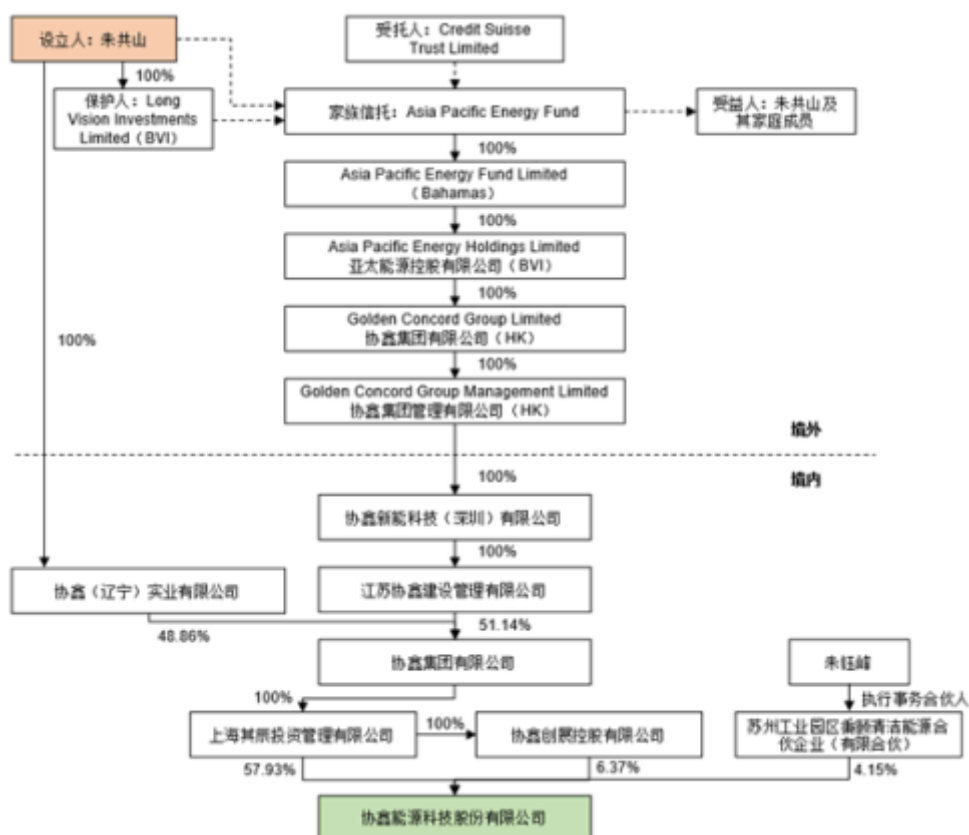 设立人：朱共山
受托人：Credit Suisse
Trust Limited
100%
保护人：Long
Vision Investments
Limited (BVI)
家族信托：Asia Pacific Energy Fund
受益人：朱共山及
其家庭成员
100%
Asia Pacific Energy Fund Limited
（Bahamas）
100%
Asia Pacific Energy Holdings Limited
亚太能源控股有限公司（BVI）
100%
Golden Concord Group Limited
协鑫集团有限公司（HK）
100%
100%
Golden Concord Group Management Limited
协鑫集团管理有限公司（HK）
境外
境内
100%
协鑫新能科技（深圳）有限公司
100%
协鑫（辽宁）实业有限公司
江苏协鑫建设管理有限公司
48.86%
51.14%
协鑫集团有限公司
朱钰峰
100%
执行事务合伙人
上海其辰投资管理有限公司
100%
协鑫创展控股有限公司
苏州工业园区秉颐清洁能源合
伙企业（有限合伙）
57.93%
6.37%
4.15%
协鑫能源科技股份有限公司